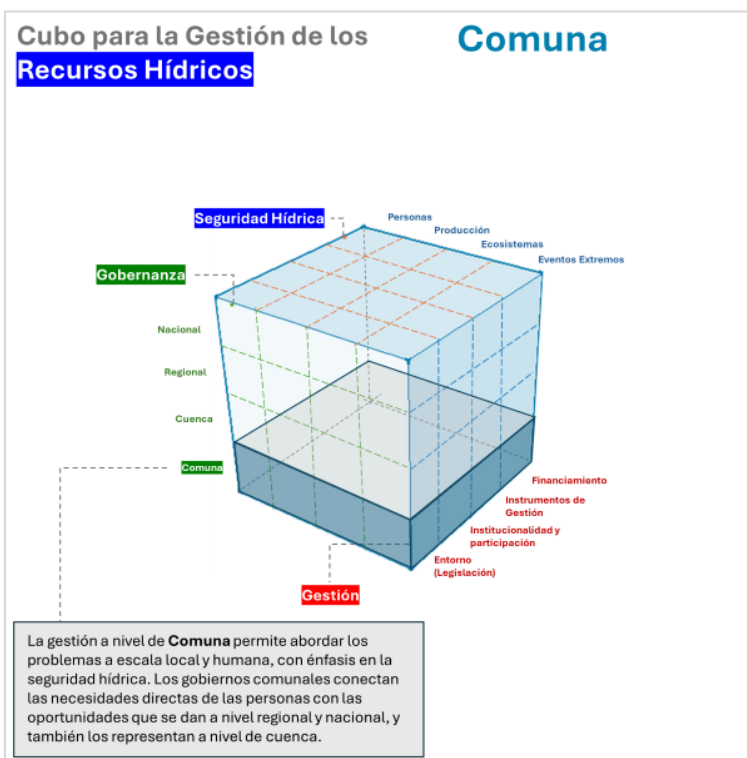 Cubo para la Gestión de los
Recursos Hídricos
Comuna
Seguridad Hídrica
Personas
Producción
Ecosistemas
Eventos Extremos
Gobernanza
Nacional
Regional
Cuenca
Comuna
Financiamiento
Instrumentos de
Gestión
Institucionalidad y
participación
Entorno
(Legislación)
Gestión
La gestión a nivel de Comuna permite abordar los
problemas a escala local y humana, con énfasis en la
seguridad hídrica. Los gobiernos comunales conectan
las necesidades directas de las personas con las
oportunidades que se dan a nivel regional y nacional, y
también los representan a nivel de cuenca.